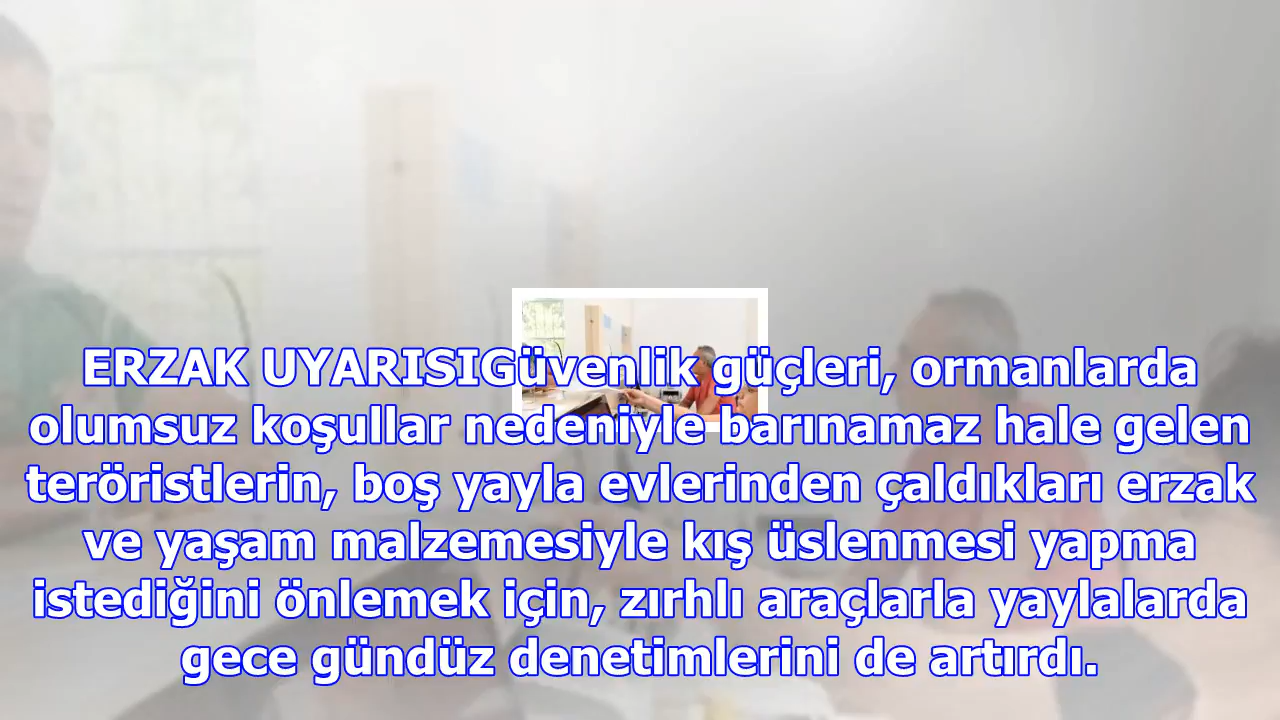 ERZAK UYARISIGüvenlik güçleri, ormanlarda
olumsuz koşullar nedeniyle barınamaz hale gelen
teröristlerin, boş yayla evlerinden çaldıkları erzak
ve yaşam malzemesiyle kış üslenmesi yapma
istediğini önlemek için, zırhlı araçlarla yaylalarda
gece gündüz denetimlerini de artırdı.